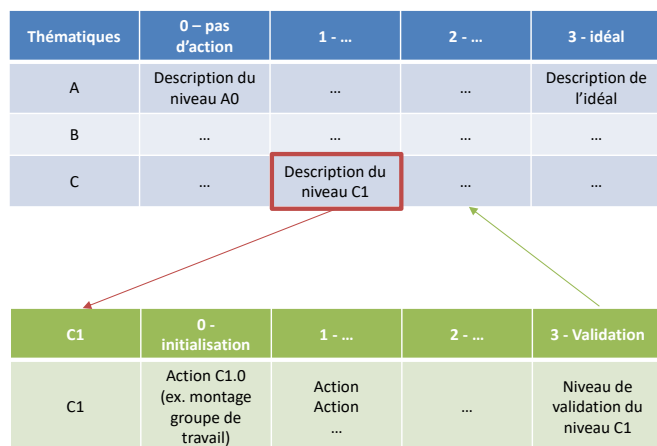 Thématiques
0 – pas
d'action
1 - …
2 - …
3 - idéal
A
Description du
niveau A0
…
…
Description de
l'idéal
B
…
…
…
…
C
…
Description du
niveau C1
…
…
C1
0 -
initialisation
1 - …
2 - …
3 - Validation
C1
Action C1.0
(ex. montage
groupe de
travail)
Action
Action
…
…
Niveau de
validation du
niveau C1